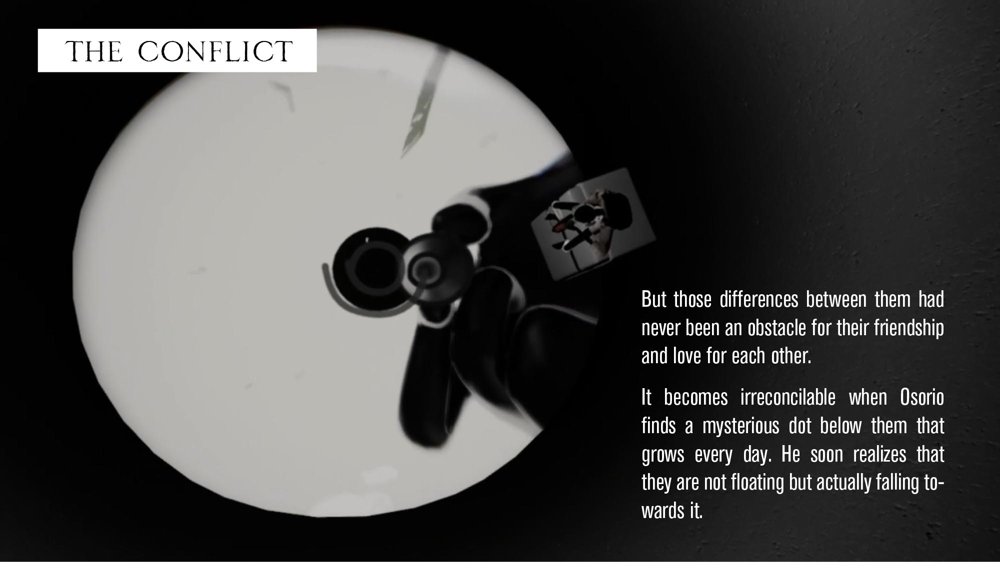 THE CONFLICT
But those differences between them had
never been an obstacle for their friendship
and love for each other.
It becomes irreconcilable when Osorio
finds a mysterious dot below them that
grows every day. He soon realizes that
they are not floating but actually falling to-
wards it.